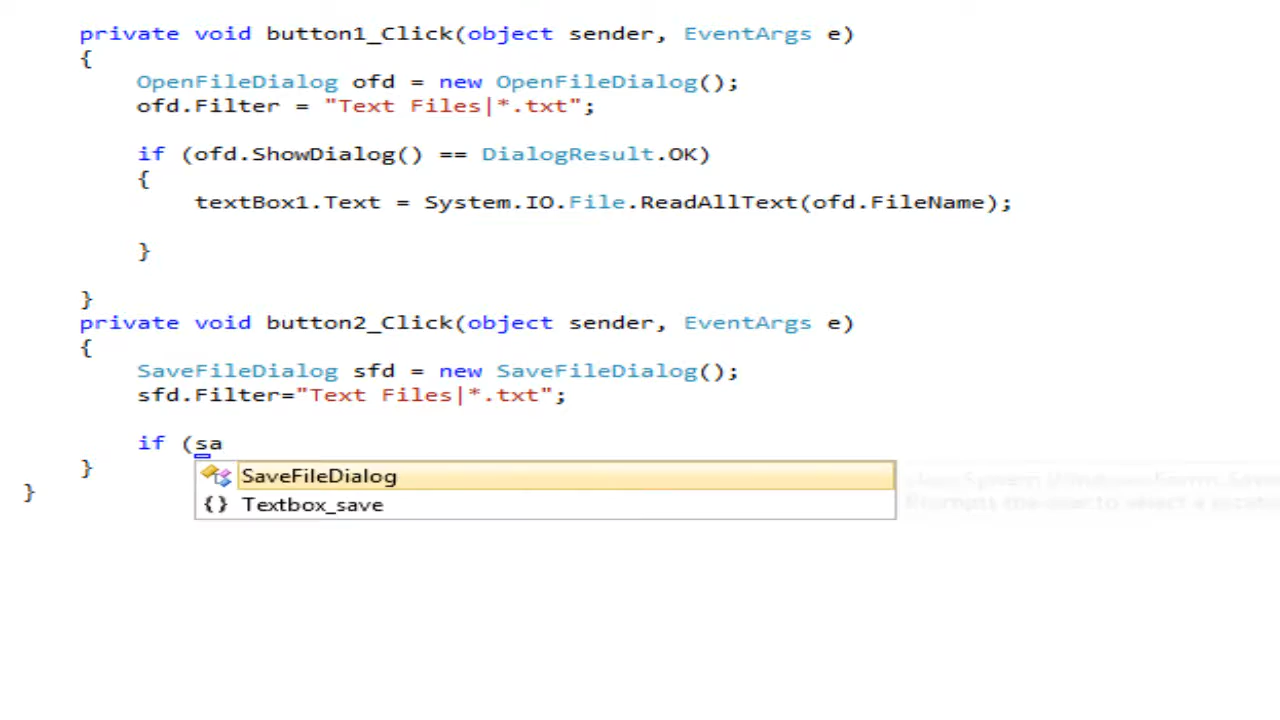 private void button1_Click(object sender, EventArgs e)
{
OpenFileDialog ofd = new OpenFileDialog();
ofd.Filter = "Text Files|*.txt";
if (ofd.ShowDialog() == DialogResult.OK)
{
textBox1.Text = System.IO.File.ReadAllText(ofd.FileName);
}
}
private void button2_Click(object sender, EventArgs e)
{
SaveFileDialog sfd = new SaveFileDialog();
sfd.Filter="Text Files|*.txt";
if (sa
}
SaveFileDialog
}
{} Textbox_save